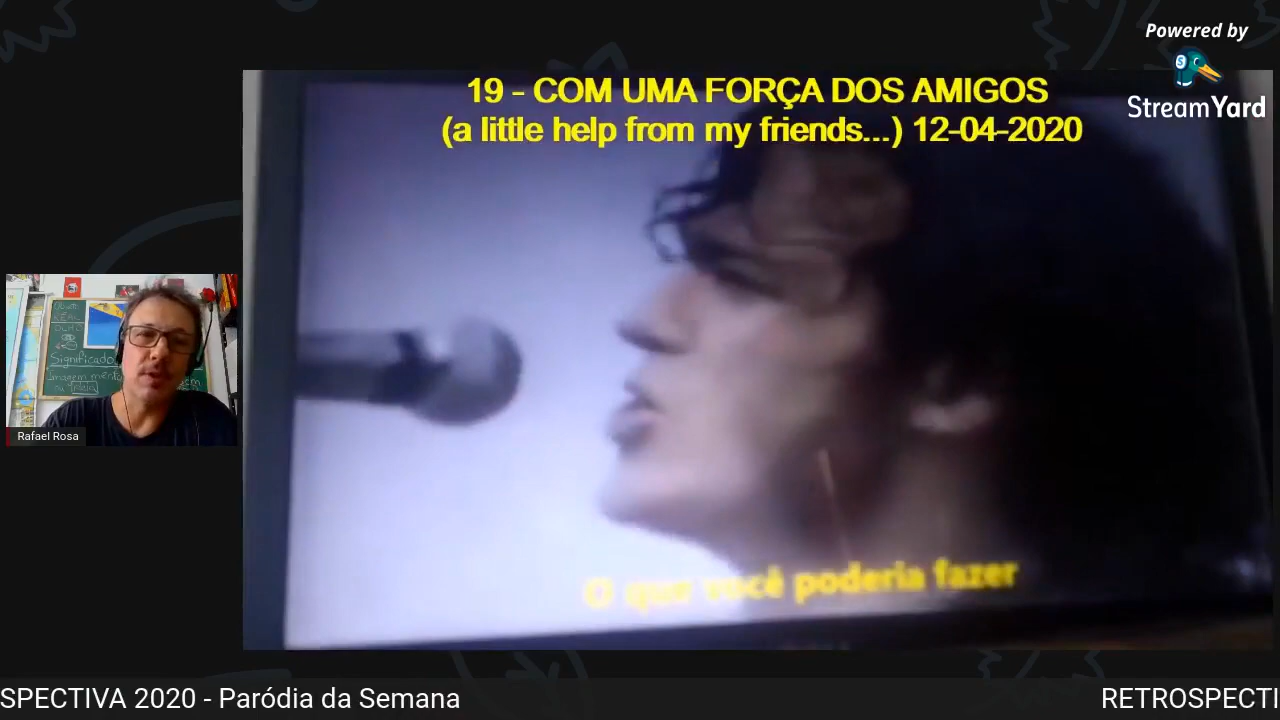 Powered by
StreamYard
19 - COM UMA FORÇA DOS AMIGOS
(a little help from my friends...) 12-04-2020
Significado
Rafael Rosa
O que você poderia fazer
SPECTIVA 2020 - Paródia da Semana
RETROSPECTI